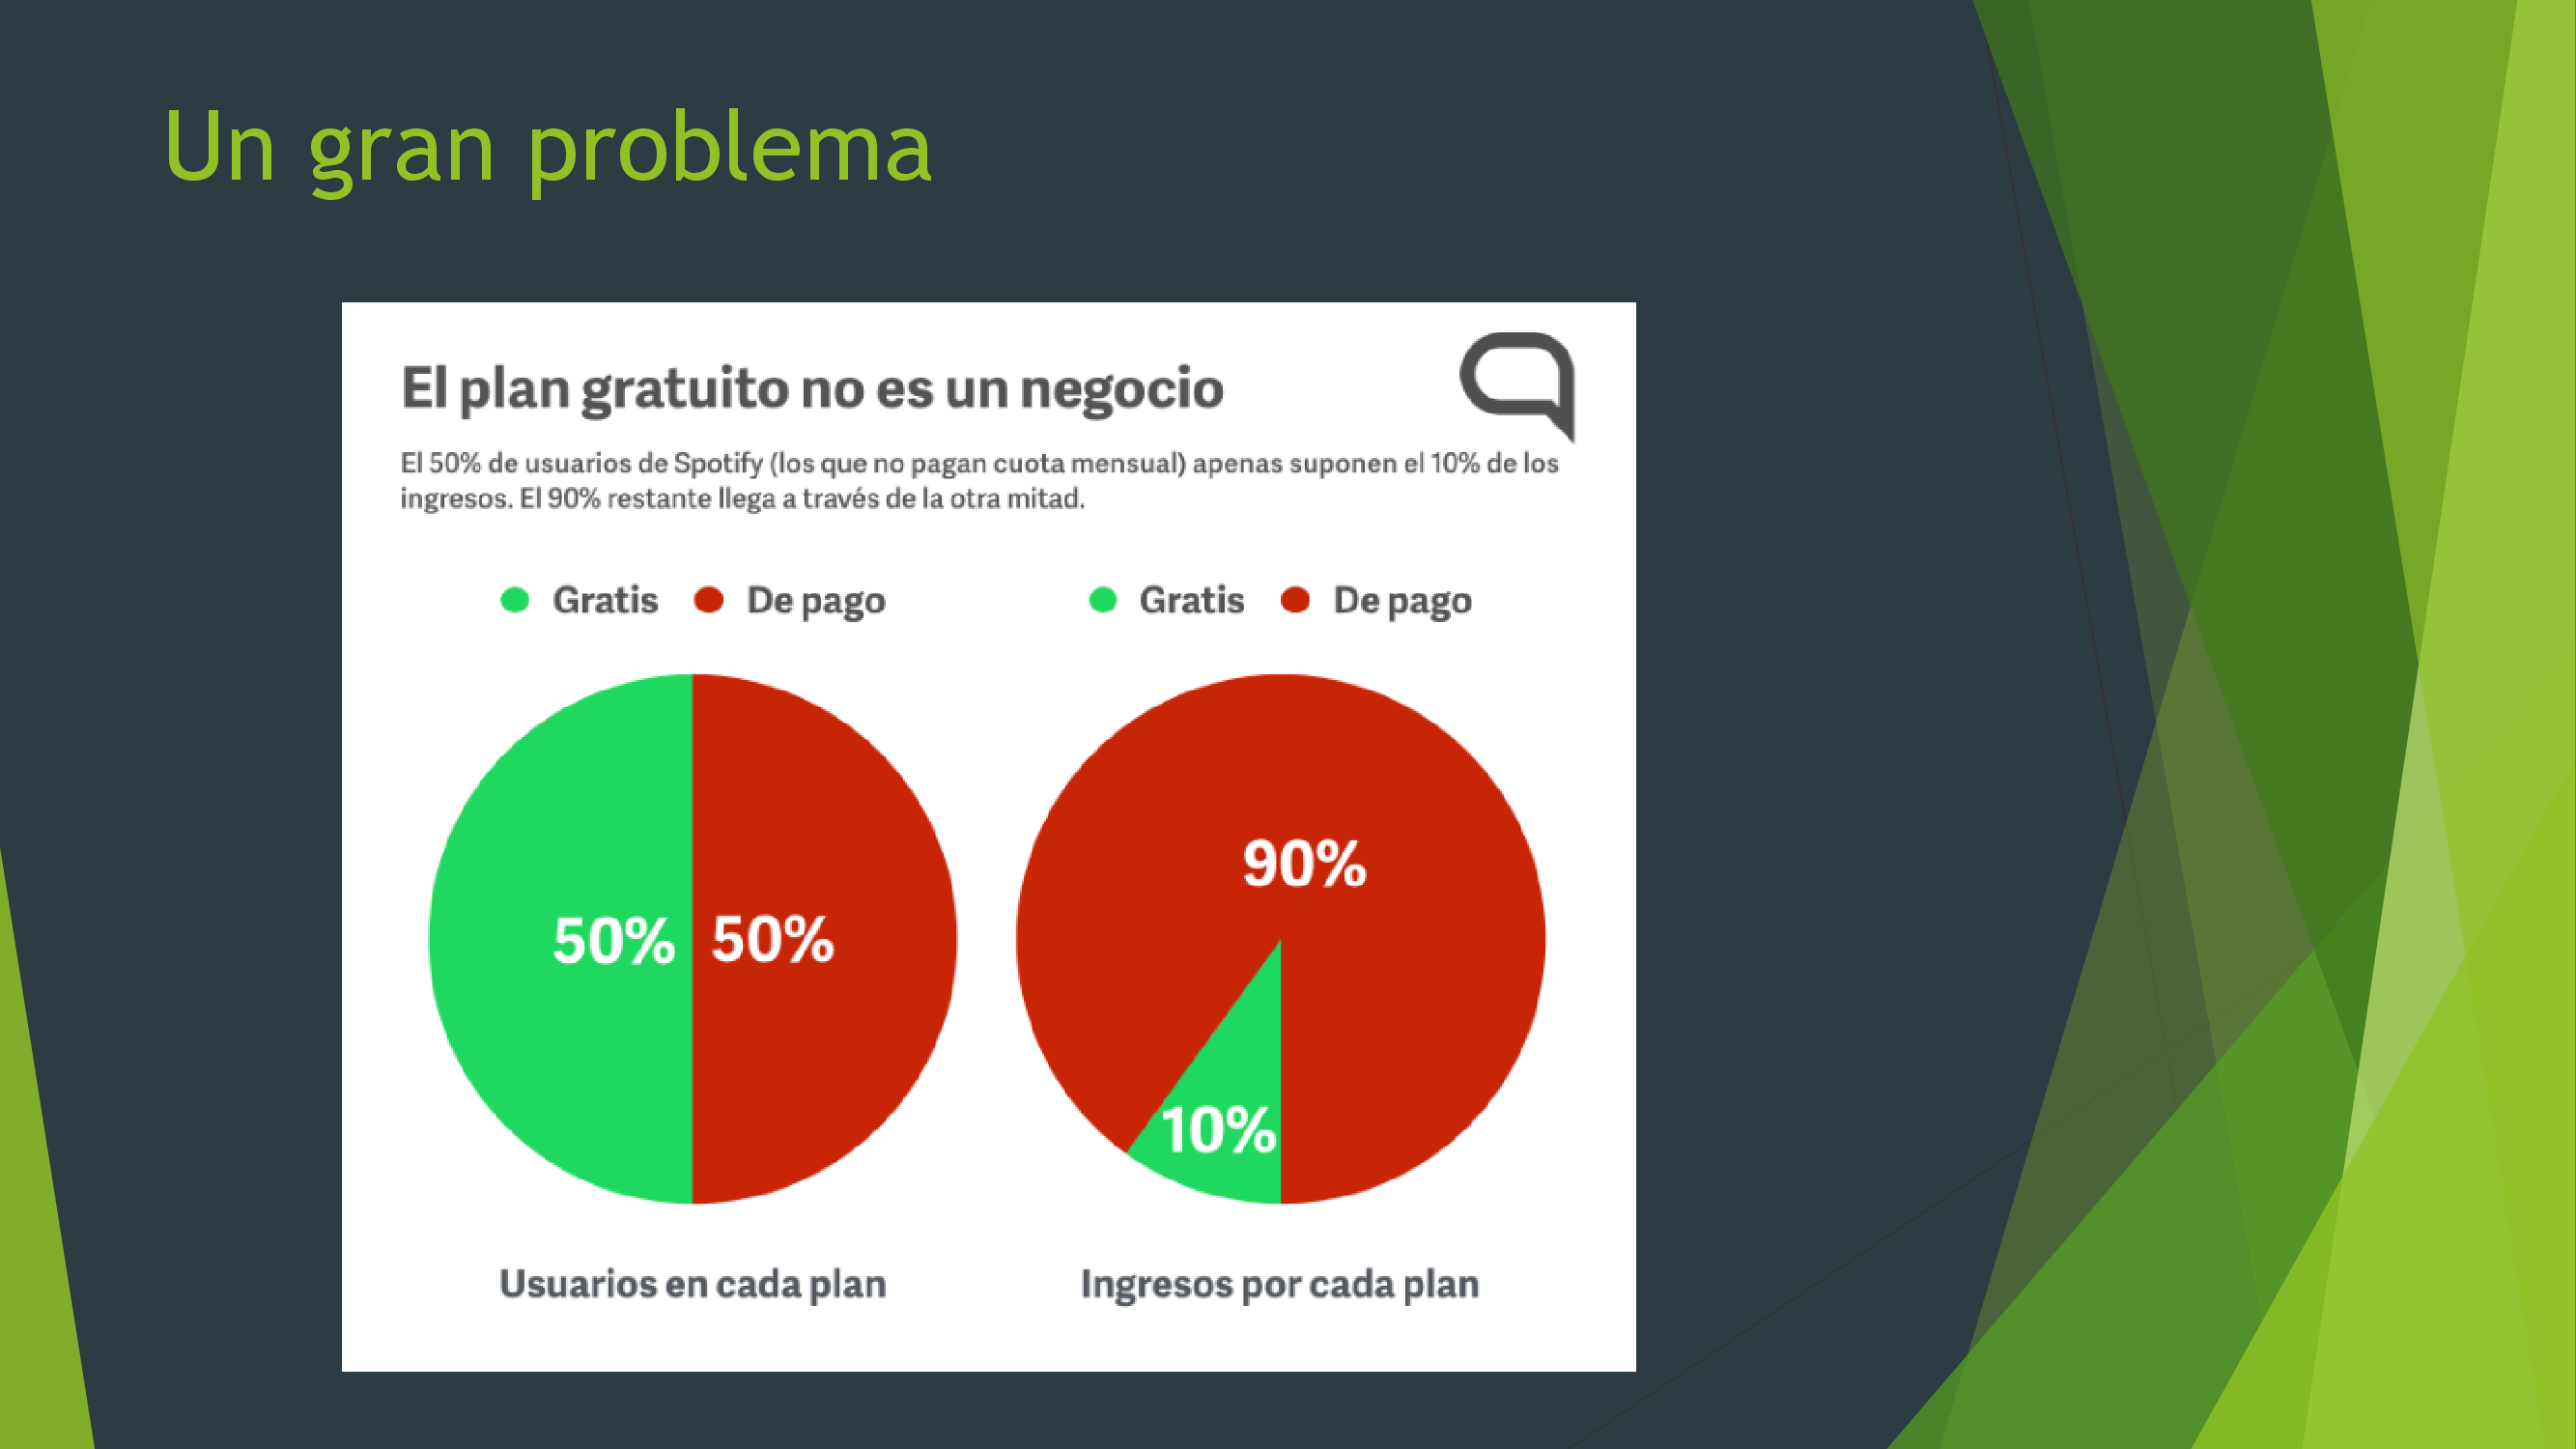 Un gran problema
El plan gratuito no es un negocio
El 50% de usuarios de Spotify (los que no pagan cuota mensual) apenas suponen el 10% de los
ingresos. El 90% restante llega a través de la otra mitad.
Gratis De pago
Gratis De pago
50% 50%
90%
10%
Usuarios en cada plan
Ingresos por cada plan